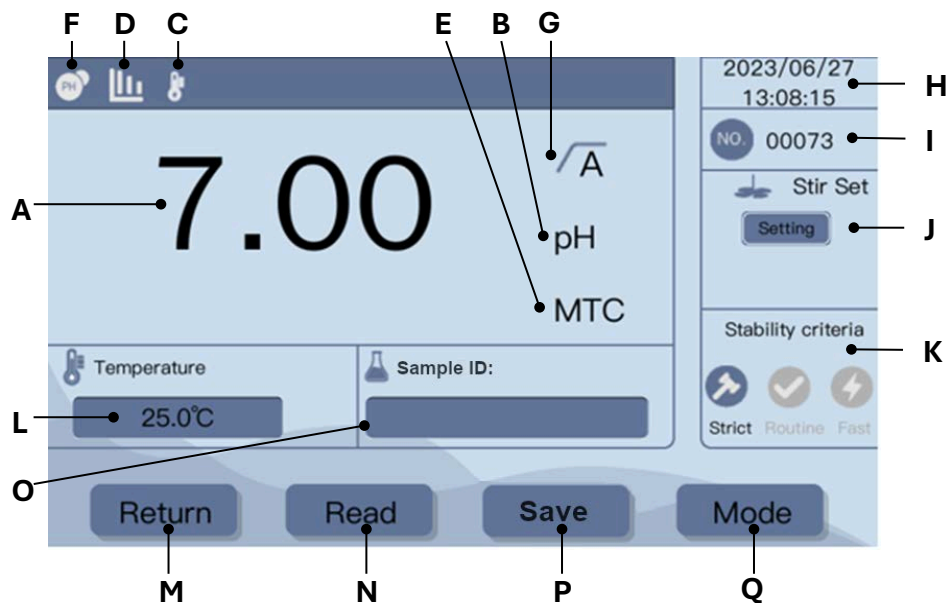 F D C E B G
2023/06/27
13:08:15
H
PH
NO. 00073
I
7.00
A
A
Stir Set
Setting
J
pH
MTC
Stability criteria
K
Temperature
Sample ID:
25.0℃
L
Strict Routine Fast
O
Return Read Save Mode
M N P Q